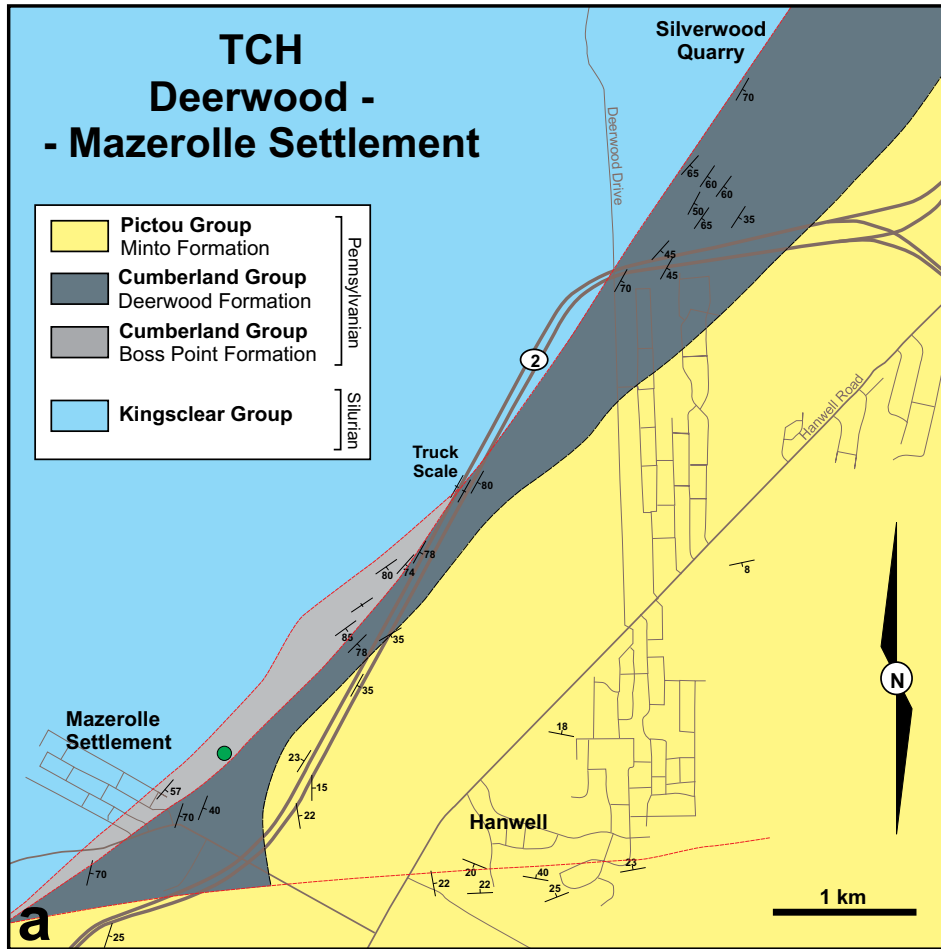 TCH
Deerwood -
- Mazerolle Settlement
Silverwood
Quarry
Deerwood Drive
Pictou Group
Minto Formation
Cumberland Group
Deerwood Formation
Cumberland Group
Boss Point Formation
Pennsylvanian
Kingsclear Group
Silurian
70
65
60
60
50
65
35
45
45
70
2
Hanwell Road
Truck
Scale
80
78
74
80
8
85
78
35
35
N
Mazerolle
Settlement
18
23
15
22
57
70
40
Hanwell
70
22
20
22
40
25
23
25
1 km
a